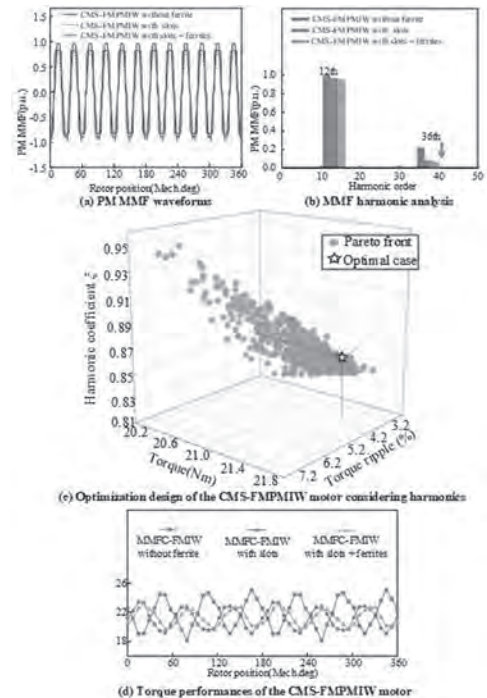 CMS-FMPMIW without ferrite
CMS-FMPMIW with slots
CMS-FMPMIW with slots + ferrites
PM MMF(p.u.)
1.5
1.0
0.5
0.0
-0.5
-1.0
-1.5
0 60 120 180 240 300 360
Rotor position(Mech.deg)
(a) PM MMF waveforms
CMS-FMPMIW without ferrite
CMS-FMPMIW with slots
CMS-FMPMIW with slots + ferrites
PM MMF(p.u.)
1.0
0.8
0.6
0.4
0.2
0.0
12th
36th
0 10 20 30 40 50
Harmonic order
(b) MMF harmonic analysis
Pareto front
Optimal case
Harmonic coefficient ξ
0.95
0.93
0.91
0.89
0.87
0.85
0.83
0.81
20.2 20.6 21.0 21.4 21.8
Torque(Nm)
7.2 6.2 5.2 4.2 3.2
Torque ripple (%)
(c) Optimization design of the CMS-FMPMIW motor considering harmonics
MMFC-FMIW without ferrite
MMFC-FMIW with slots
MMFC-FMIW with slots + ferrites
26
22
18
0 60 120 180 240 300 360
Rotor position(Mech.deg)
(d) Torque performances of the CMS-FMPMIW motor